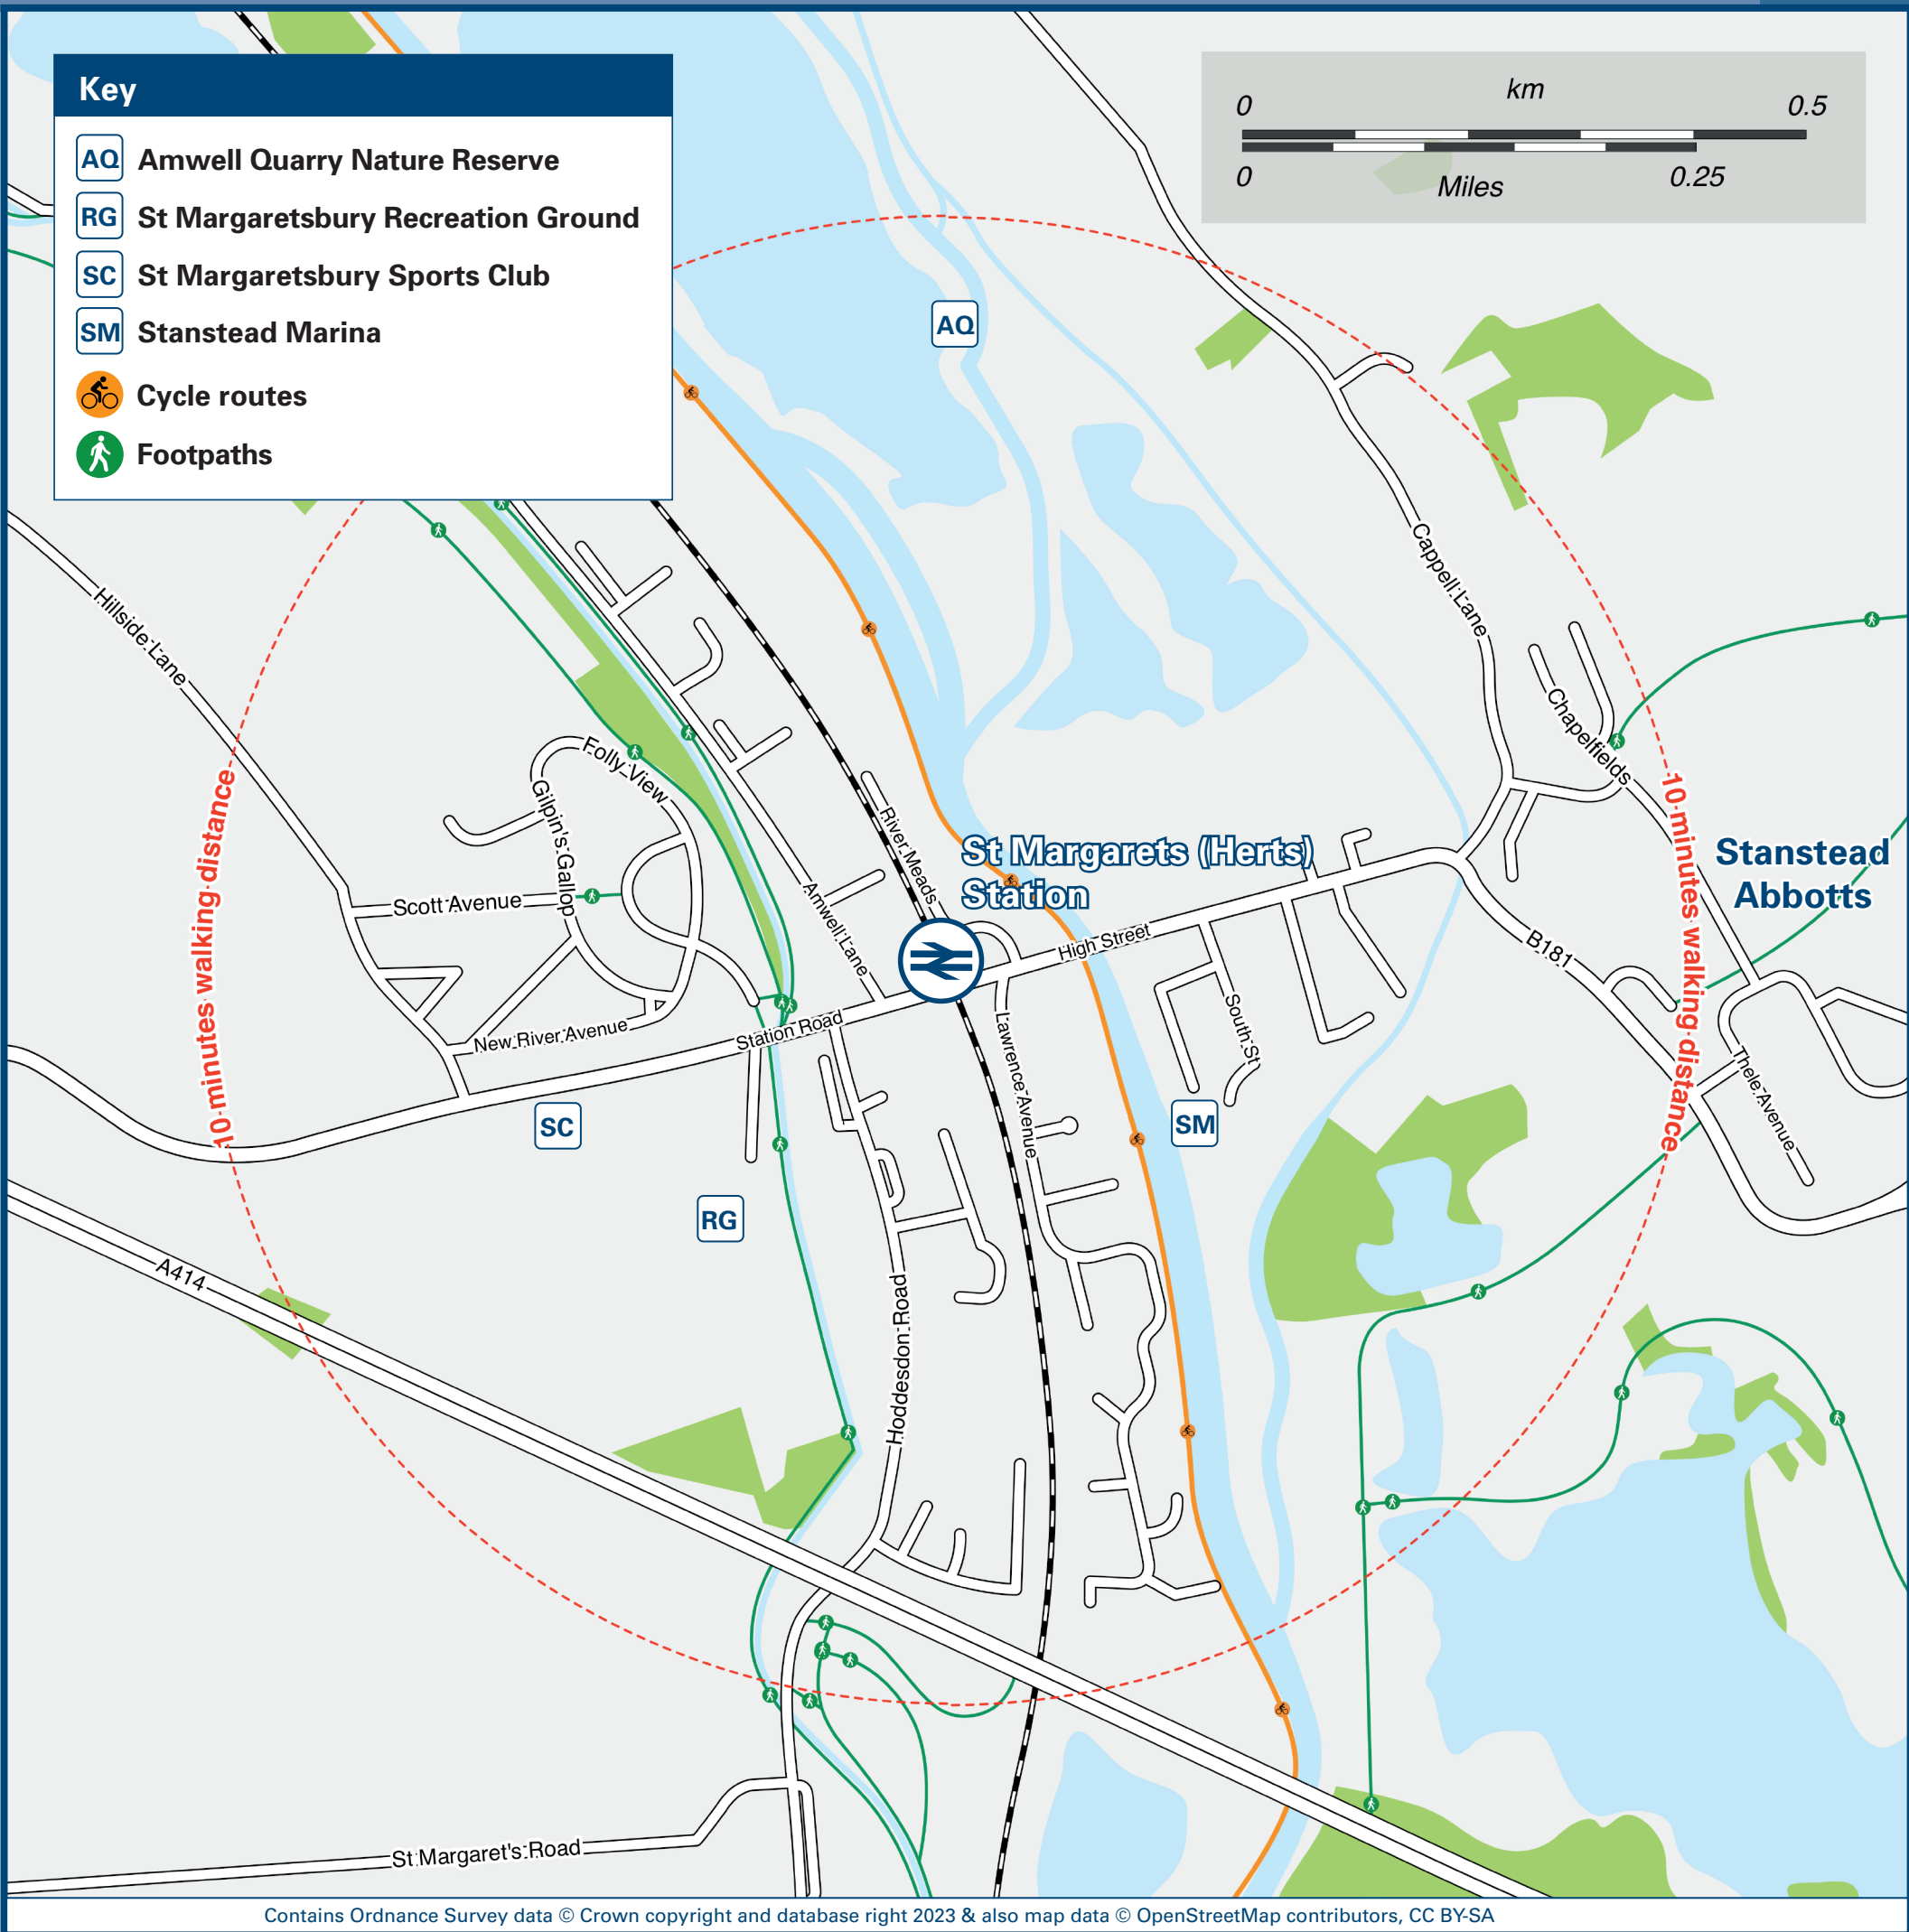 Key
AQ Amwell Quarry Nature Reserve
RG St Margaretsbury Recreation Ground
SC St Margaretsbury Sports Club
SM Stanstead Marina
Cycle routes
Footpaths
km
0 0.5
0 0.25
Miles
AQ
Cappell Lane
Hillside Lane
Chapelfields
Folly View
Gilpin's Gallop
River Meads
St Margarets (Herts)
Station
10 minutes walking distance
10 minutes walking distance
Stanstead
Abbotts
Scott Avenue
Amwell Lane
High Street
B181
New River Avenue
Station Road
Lawrence Avenue
South St
Thele Avenue
SC
SM
RG
A414
Hoddesdon Road
St Margaret's Road
Contains Ordnance Survey data © Crown copyright and database right 2023 & also map data © OpenStreetMap contributors, CC BY-SA